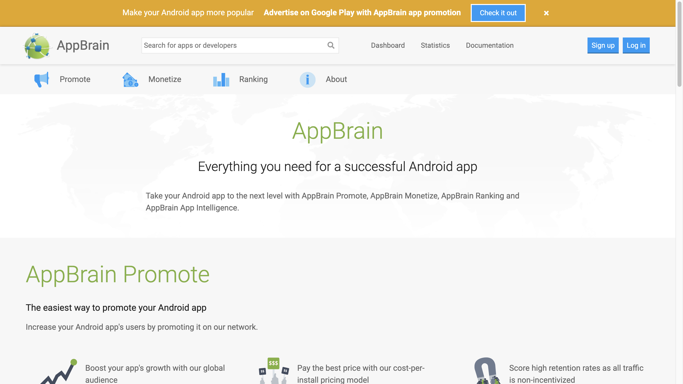 Make your Android app more popular Advertise on Google Play with AppBrain app promotion Check it out ×
AppBrain Search for apps or developers Dashboard Statistics Documentation Sign up Log in
Promote Monetize Ranking About
AppBrain
Everything you need for a successful Android app
Take your Android app to the next level with AppBrain Promote, AppBrain Monetize, AppBrain Ranking and
AppBrain App Intelligence.
AppBrain Promote
The easiest way to promote your Android app
Increase your Android app's users by promoting it on our network.
Boost your app's growth with our global
audience
$$$
Pay the best price with our cost-per-
install pricing model
Score high retention rates as all traffic
is non-incentivized